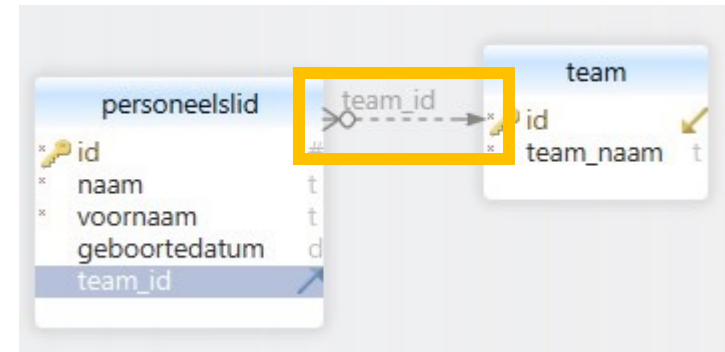 personeelslid
id #
* naam t
* voornaam t
geboortedatum d
team_id
team_id
team
* id
* team_naam t